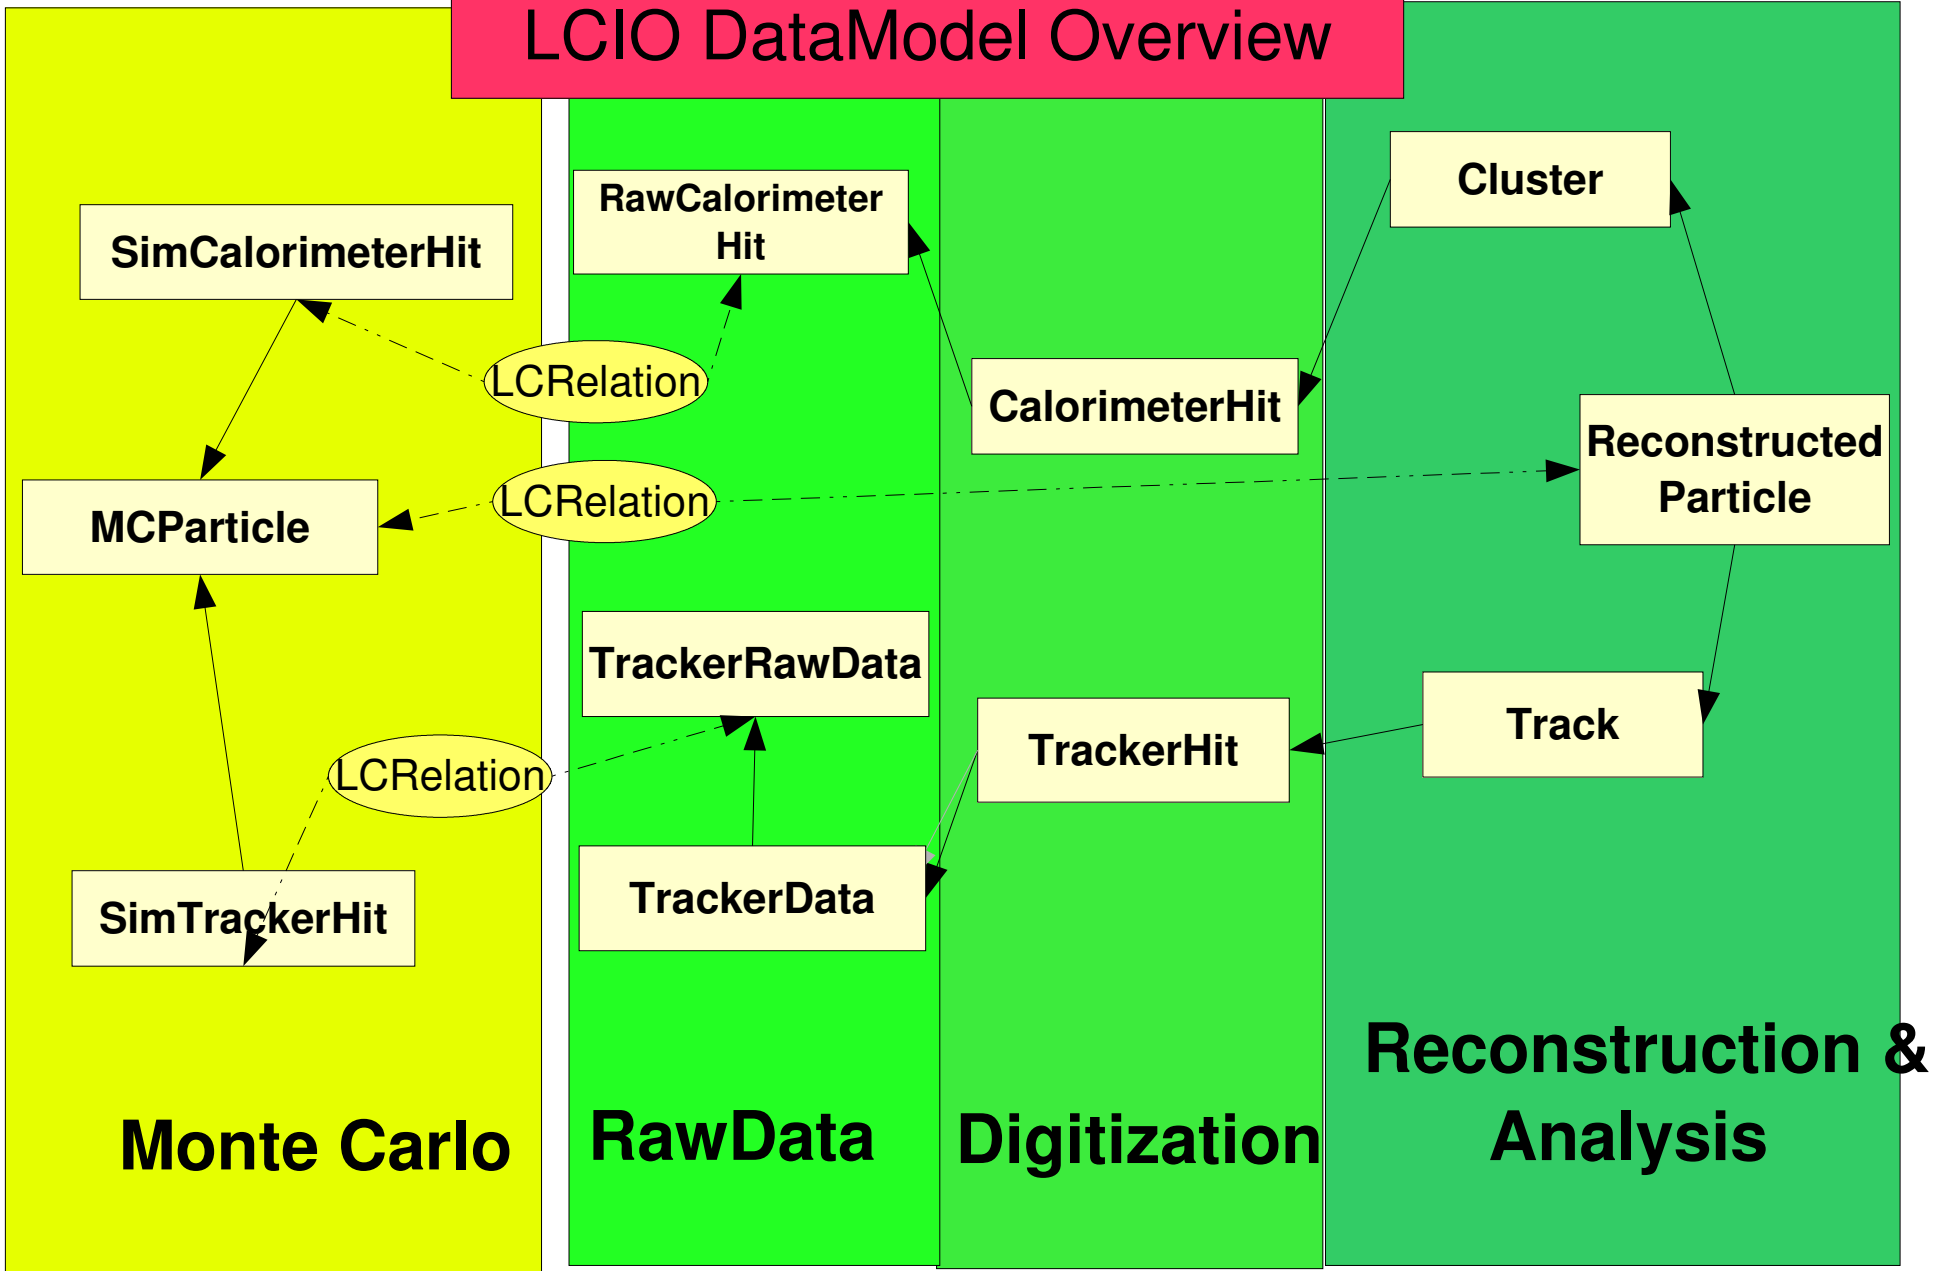 LCIO DataModel Overview
SimCalorimeterHit
MCParticle
SimTrackerHit
LCRelation
LCRelation
LCRelation
RawCalorimeter
Hit
TrackerRawData
TrackerData
CalorimeterHit
TrackerHit
Cluster
Reconstructed
Particle
Track
Monte Carlo
RawData
Digitization
Reconstruction &
Analysis